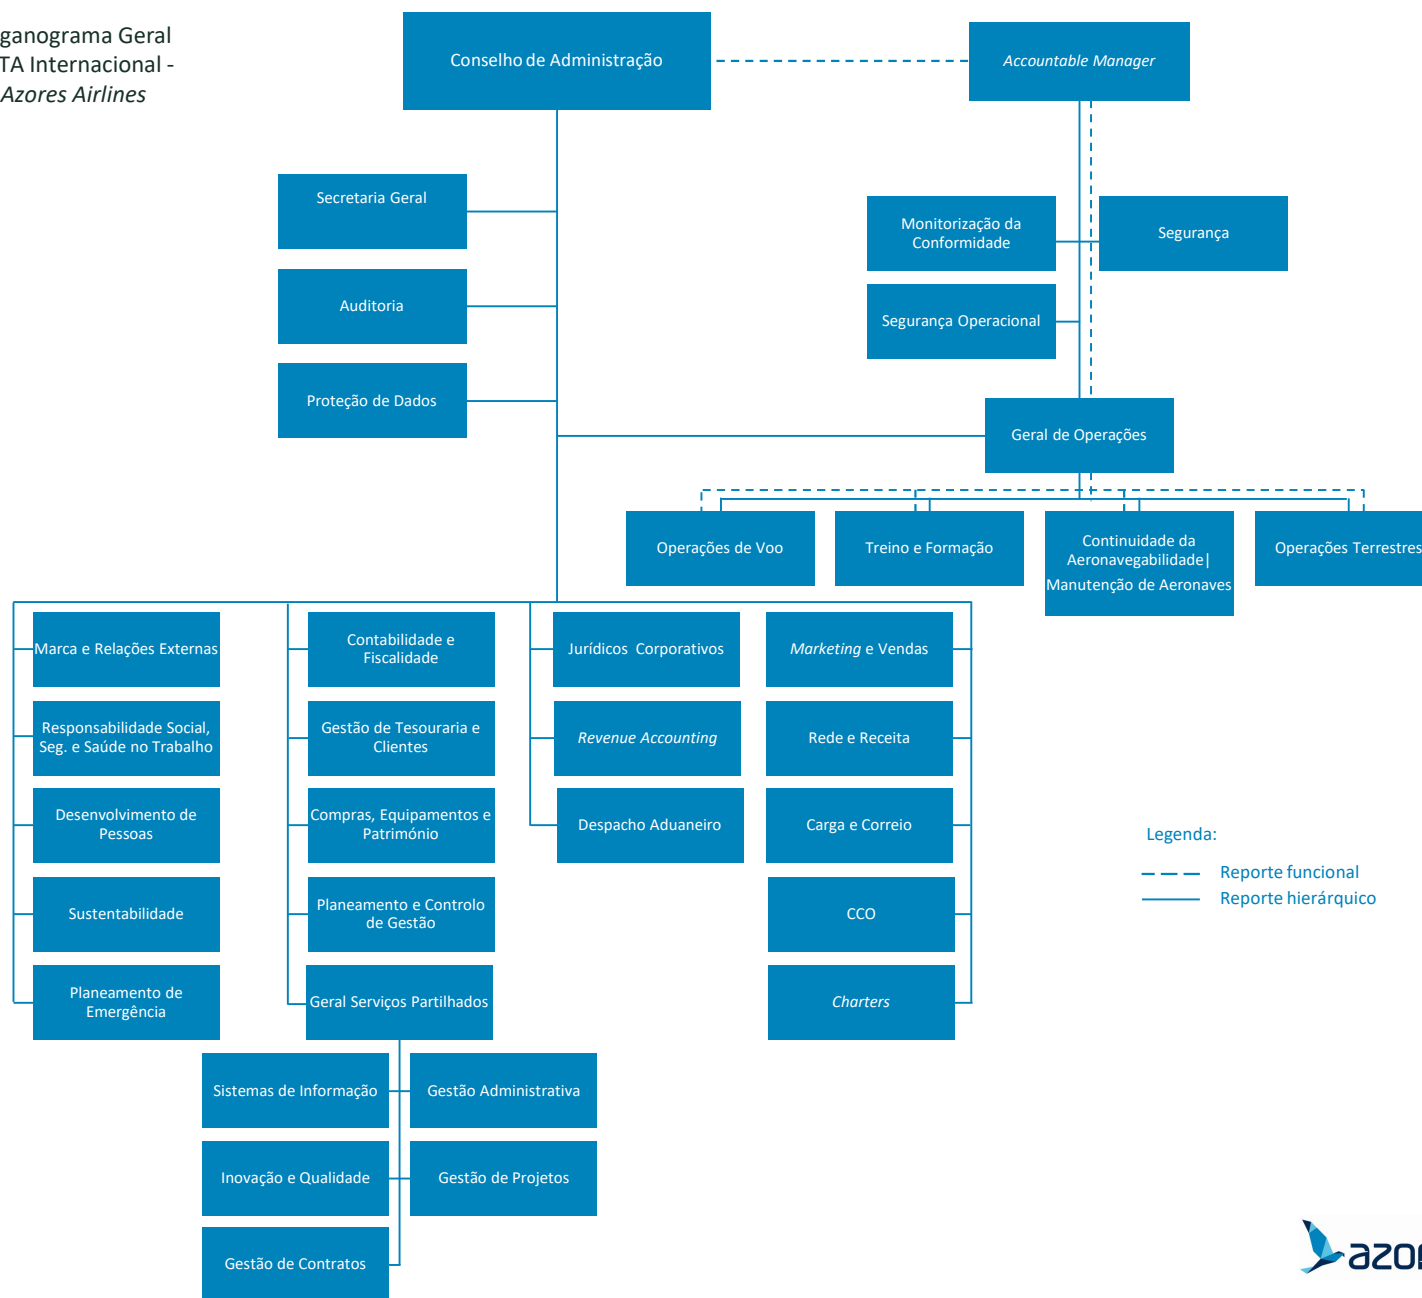 ganograma Geral
TA Internacional -
Azores Airlines
Conselho de Administração
Accountable Manager
Secretaria Geral
Monitorização da
Conformidade
Segurança
Auditoria
Segurança Operacional
Proteção de Dados
Geral de Operações
Operações de Voo
Treino e Formação
Continuidade da
Aeronavegabilidade|
Manutenção de Aeronaves
Operações Terrestres
Marca e Relações Externas
Contabilidade e
Fiscalidade
Jurídicos Corporativos
Marketing e Vendas
Responsabilidade Social,
Seg. e Saúde no Trabalho
Gestão de Tesouraria e
Clientes
Revenue Accounting
Rede e Receita
Desenvolvimento de
Pessoas
Compras, Equipamentos e
Património
Despacho Aduaneiro
Carga e Correio
Legenda:
Reporte funcional
Reporte hierárquico
Sustentabilidade
Planeamento e Controlo
de Gestão
CCO
Planeamento de
Emergência
Geral Serviços Partilhados
Charters
Sistemas de Informação
Gestão Administrativa
Inovação e Qualidade
Gestão de Projetos
Gestão de Contratos
azor